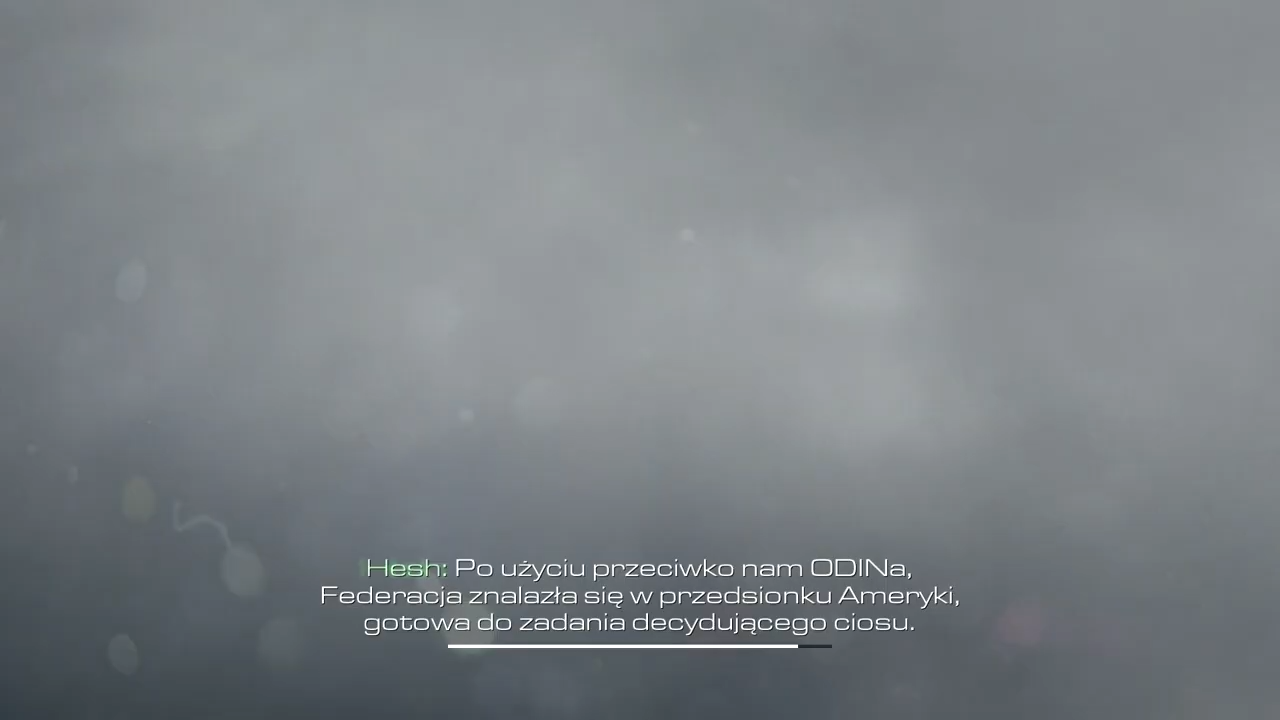 Hesh: Po użyciu przeciwko nam ODINa,
Federacja znalazła się w przedsionku Ameryki,
gotowa do zadania decydującego ciosu.